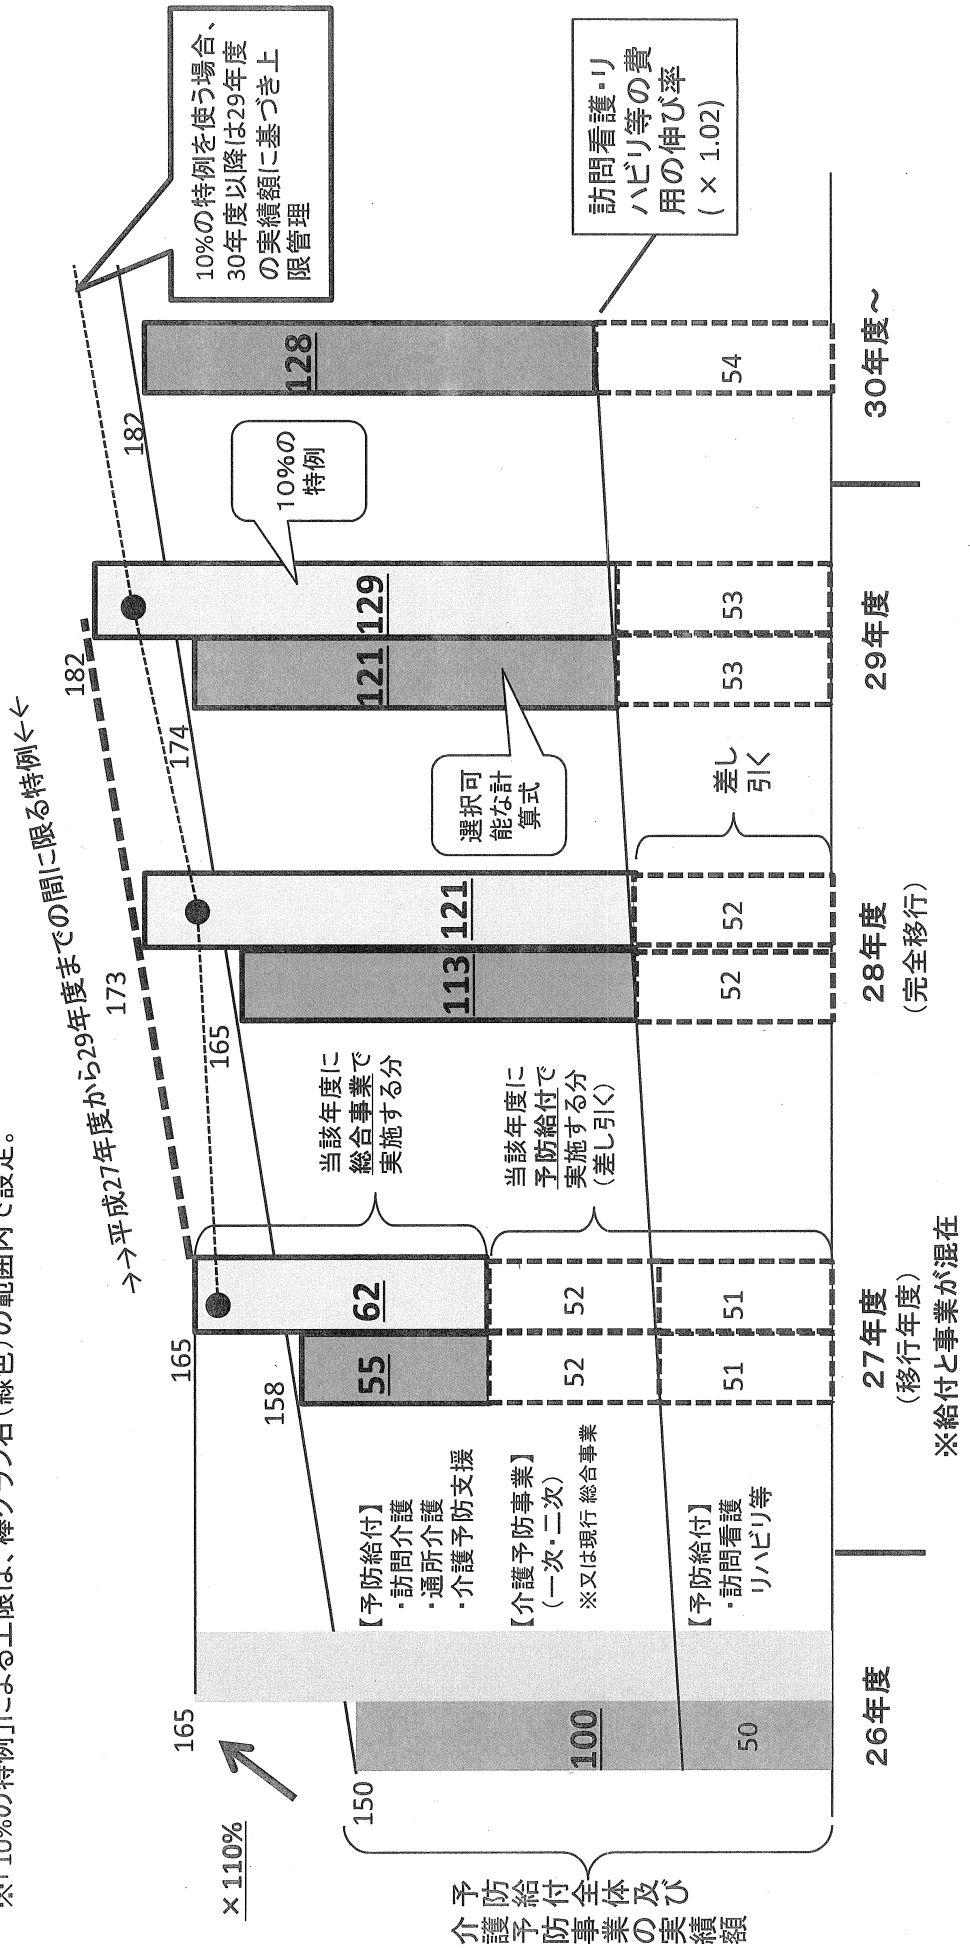 ※「10%の特例」による上限は、棒グラフ右(緑色)の範囲内で設定。
→→平成27年度から29年度までの間に限る特例←←
×110%
165
150
介護予防事業の実績額
予防給付全体及び
100
50
26年度
【予防給付】
・訪問介護
・通所介護
・介護予防支援
【介護予防事業】
(一次・二次)
※又は現行 総合事業
【予防給付】
・訪問看護
リハビリ等
165
158
55
62
52
52
51
51
27年度
(移行年度)
※給付と事業が混在
当該年度に
総合事業で
実施する分
当該年度に
予防給付で
実施する分
(差し引く)
173
165
113
121
52
52
28年度
(完全移行)
差し
引く
選択可
能な計
算式
182
174
121
129
53
53
29年度
10%の
特例
182
128
54
30年度～
10%の特例を使う場合、
30年度以降は29年度
の実績額に基づき上
限管理
訪問看護・リ
ハビリ等の費
用の伸び率
(×1.02)